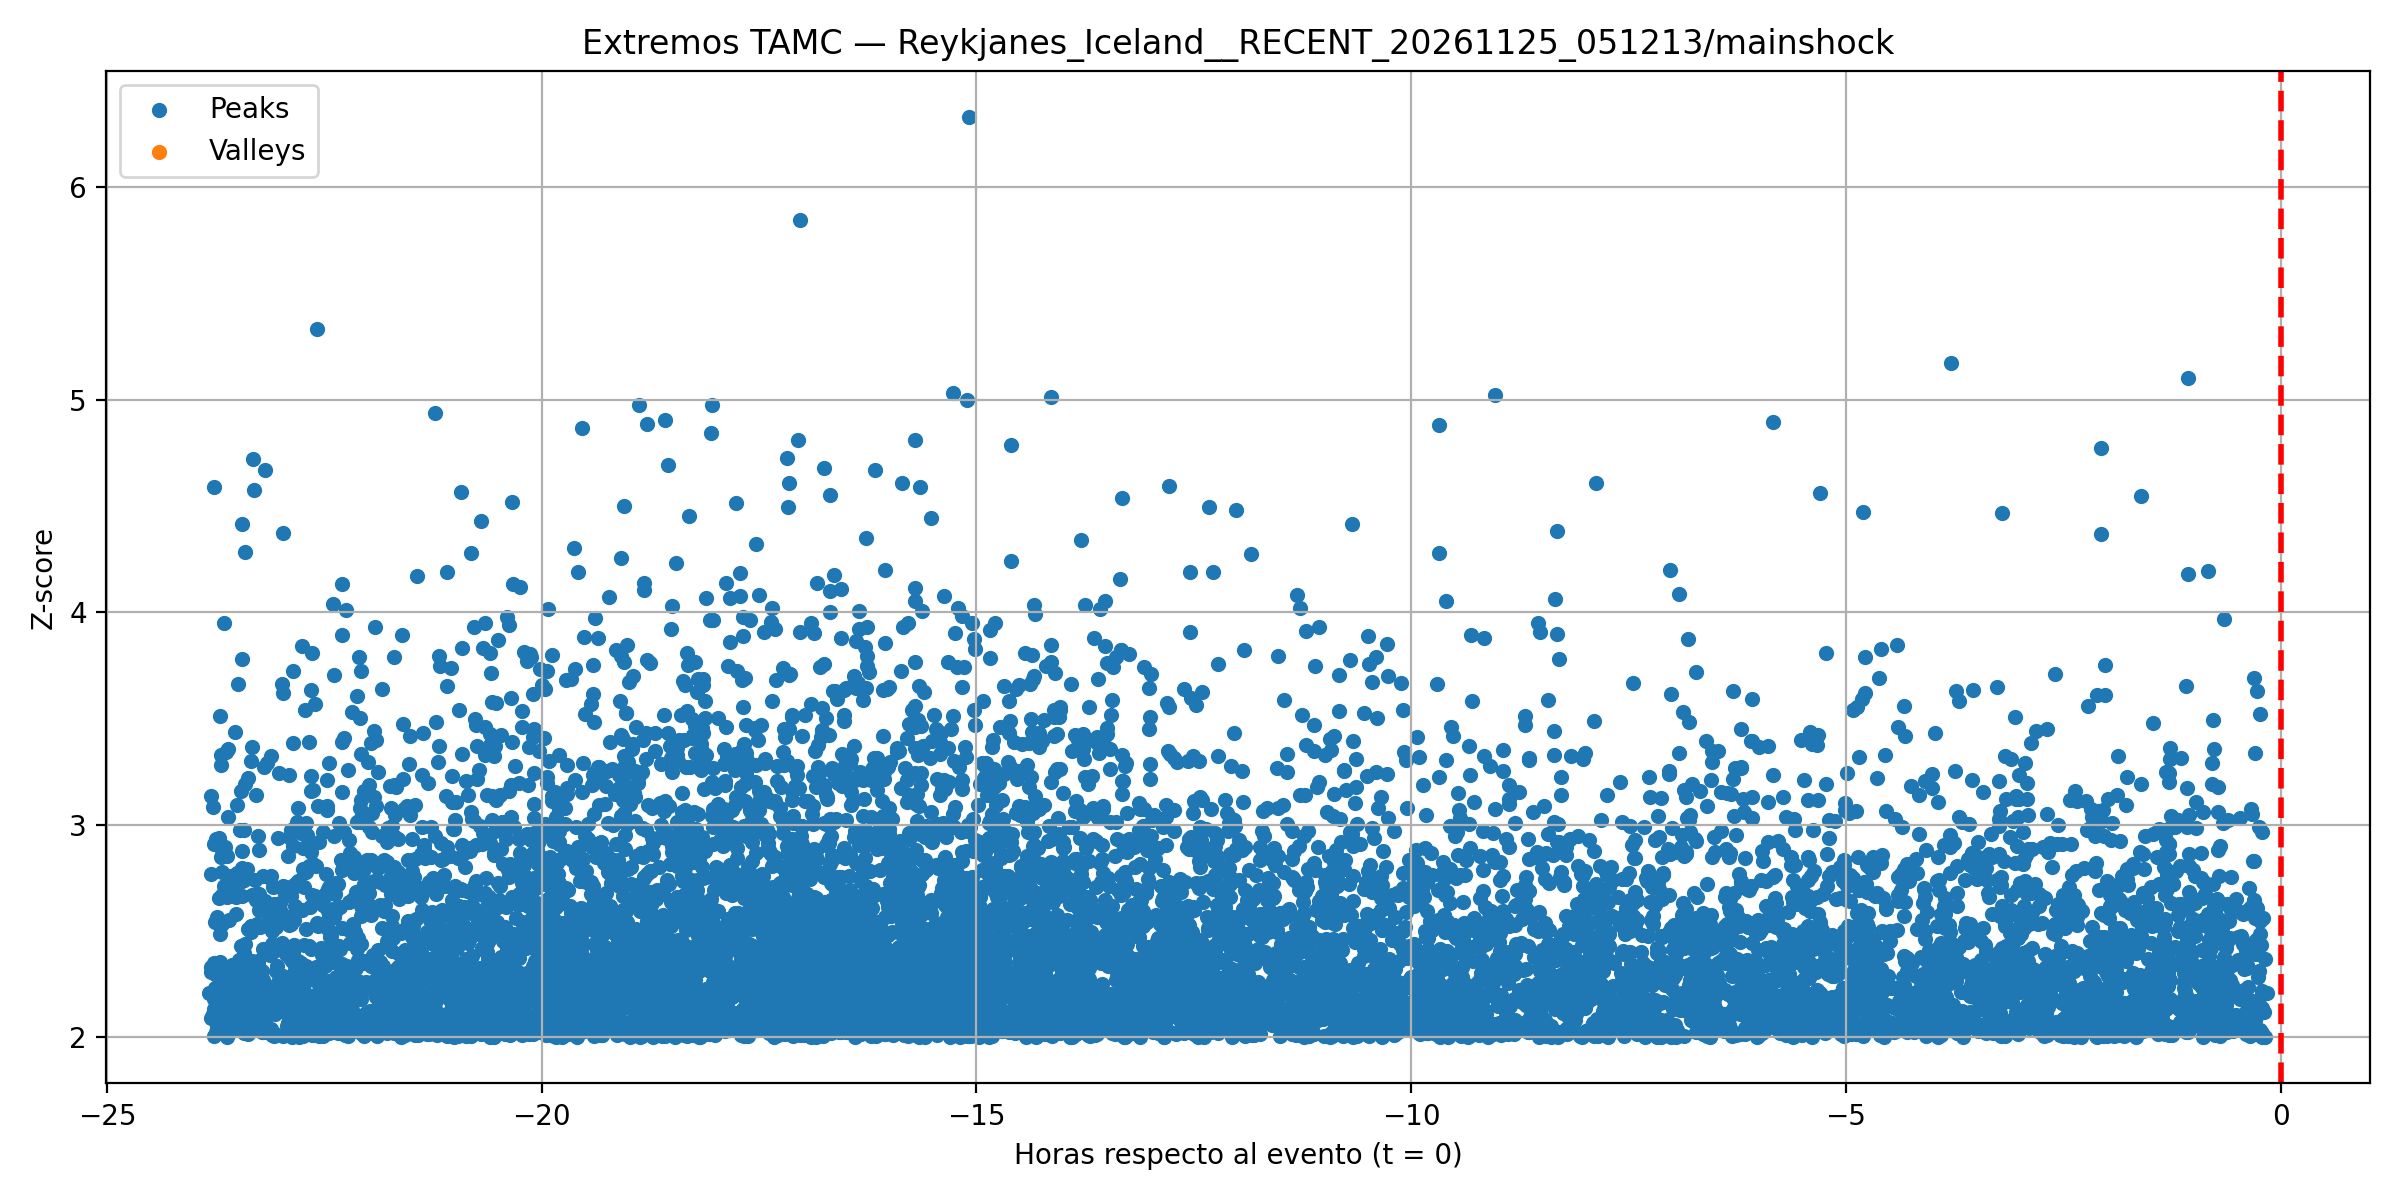 Extremos TAMC — Reykjanes_Iceland__RECENT_20261125_051213/mainshock
Peaks
Valleys
Z-score
6
5
4
3
2
−25
−20
−15
−10
−5
0
Horas respecto al evento (t = 0)